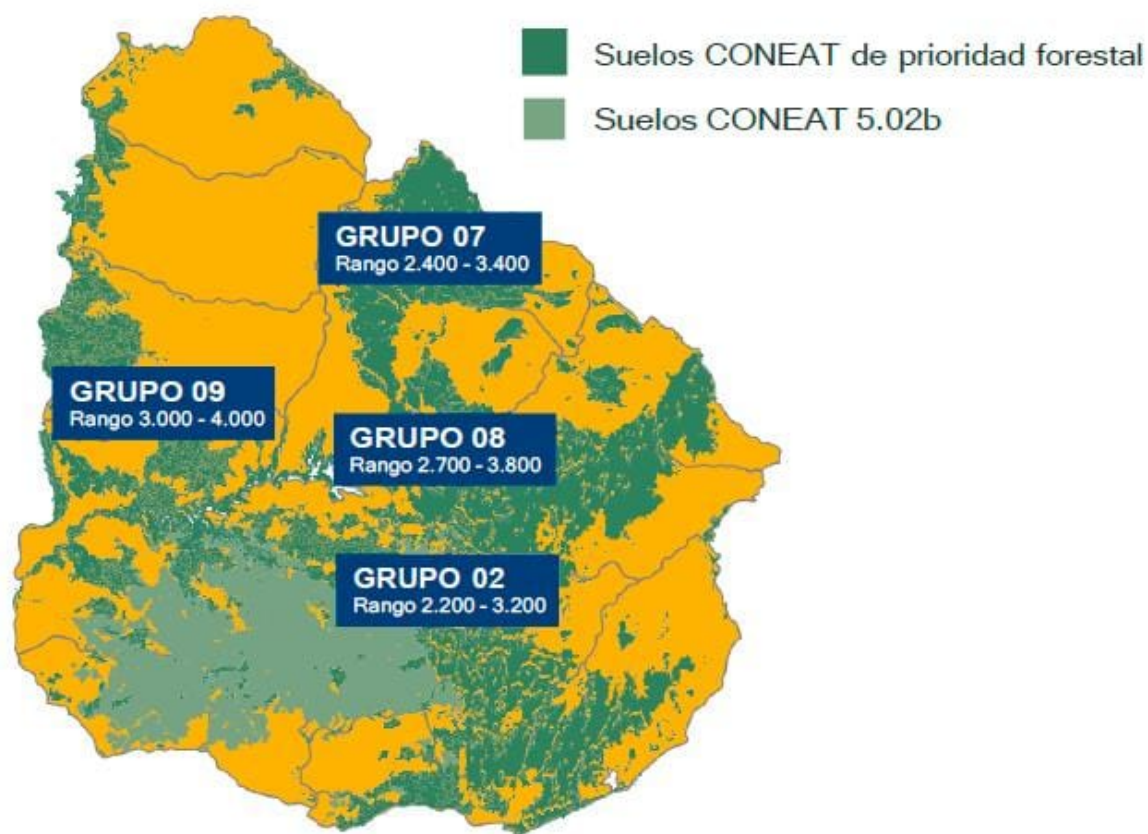 Suelos CONEAT de prioridad forestal
Suelos CONEAT 5.02b
GRUPO 07
Rango 2.400 - 3.400
GRUPO 09
Rango 3.000 - 4.000
GRUPO 08
Rango 2.700 - 3.800
GRUPO 02
Rango 2.200 - 3.200